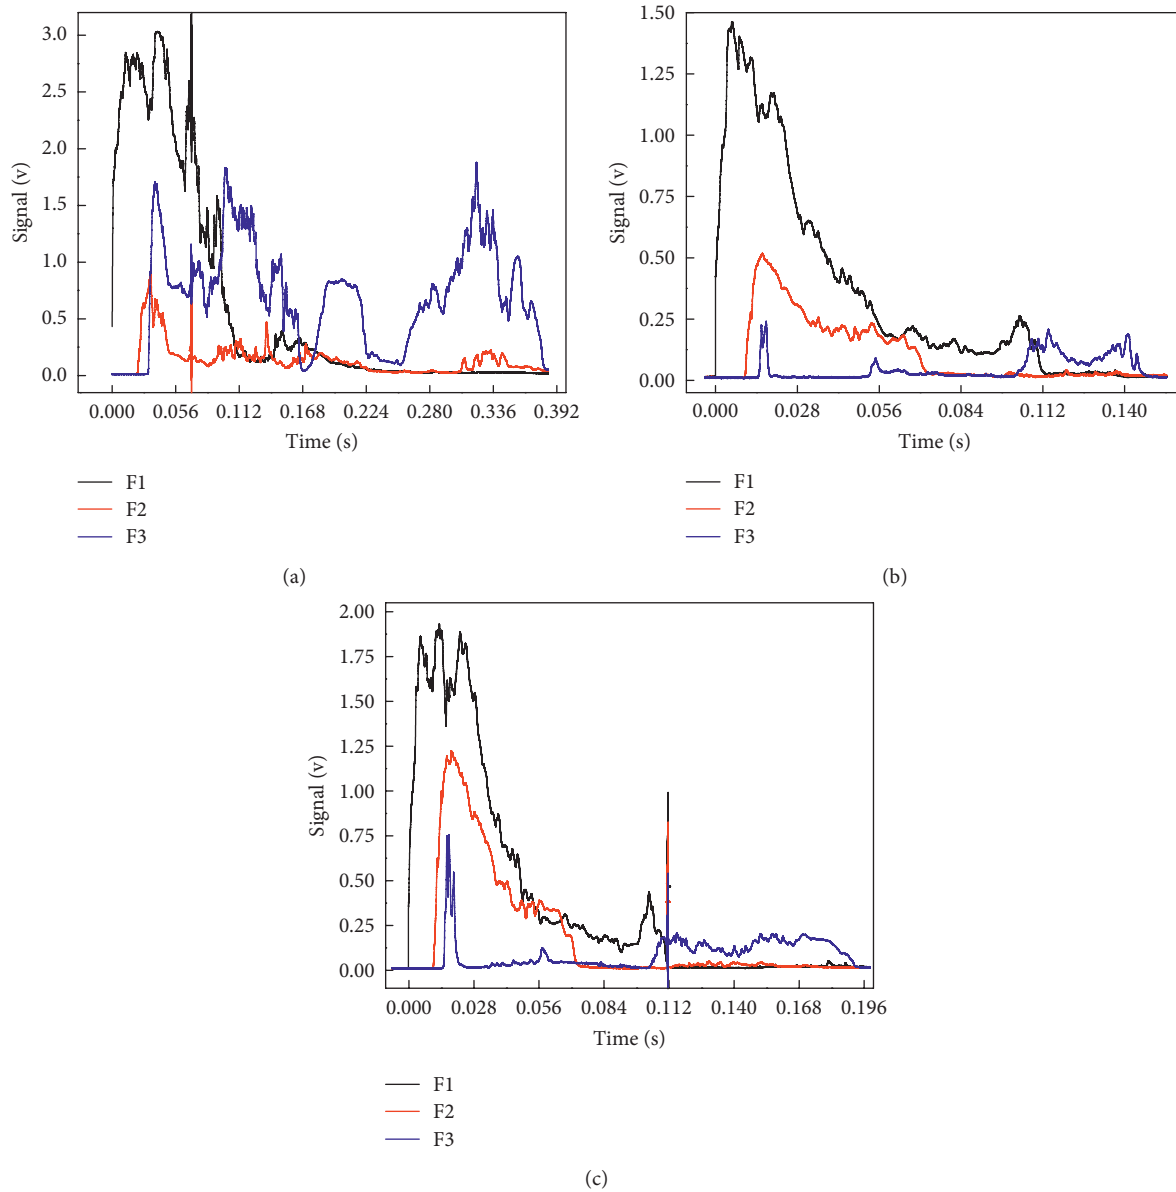 3.0
2.5
2.0
1.5
1.0
0.5
0.0
Signal (v)
0.000 0.056 0.112 0.168 0.224 0.280 0.336 0.392
Time (s)
F1
F2
F3
(a)
1.50
1.25
1.00
0.75
0.50
0.25
0.00
Signal (v)
0.000 0.028 0.056 0.084 0.112 0.140
Time (s)
F1
F2
F3
(b)
2.00
1.75
1.50
1.25
1.00
0.75
0.50
0.25
0.00
Signal (v)
0.000 0.028 0.056 0.084 0.112 0.140 0.168 0.196
Time (s)
F1
F2
F3
(c)